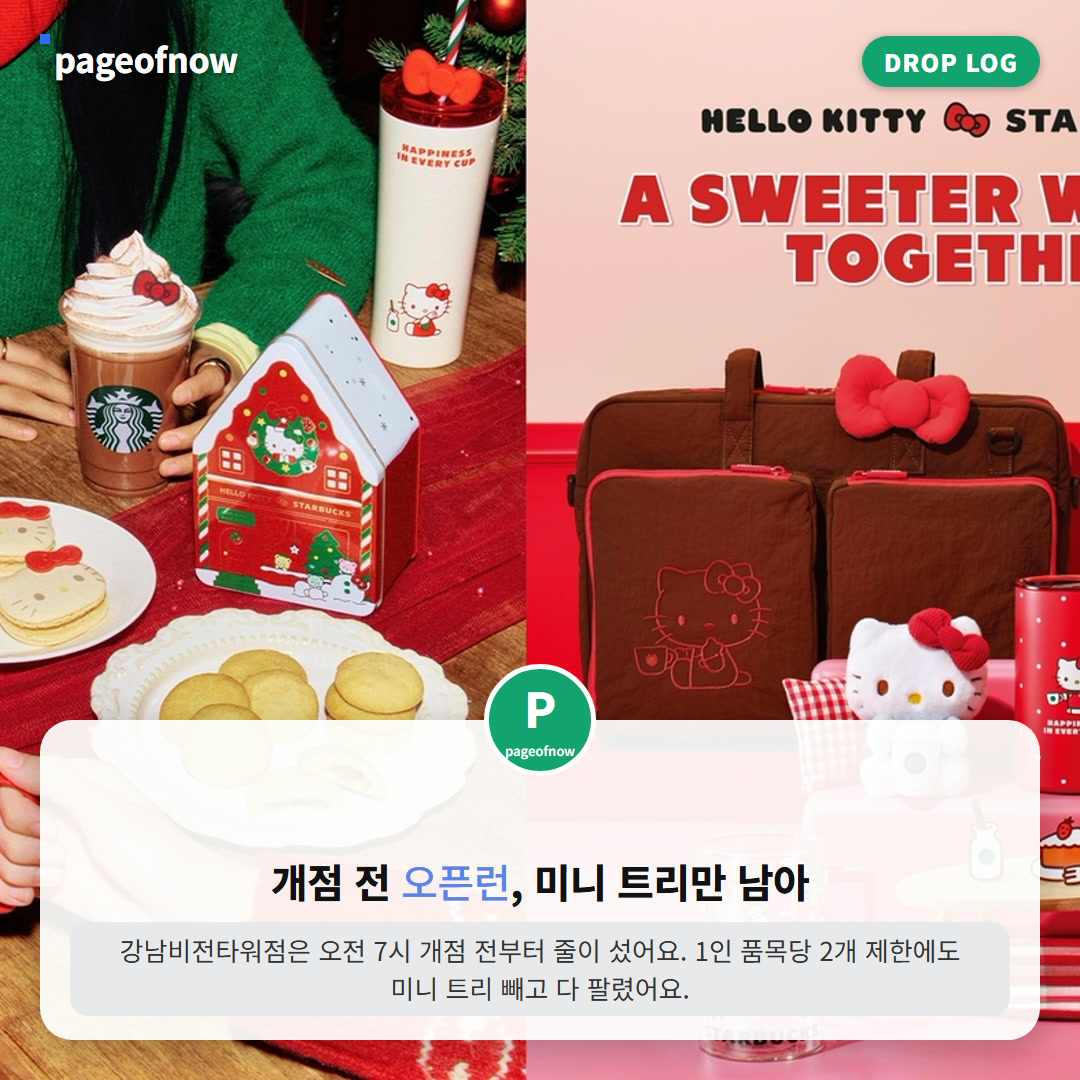 pageofnow
DROP LOG
HELLO KITTY STA
A SWEETER W
TOGETH
HAPPINESS
IN EVERY CUP
HELLO KITTY STARBUCKS
P
pageofnow
개점 전 오픈런, 미니 트리만 남아
강남비전타워점은 오전 7시 개점 전부터 줄이 섰어요. 1인 품목당 2개 제한에도
미니 트리 빼고 다 팔렸어요.
STARBUCKS